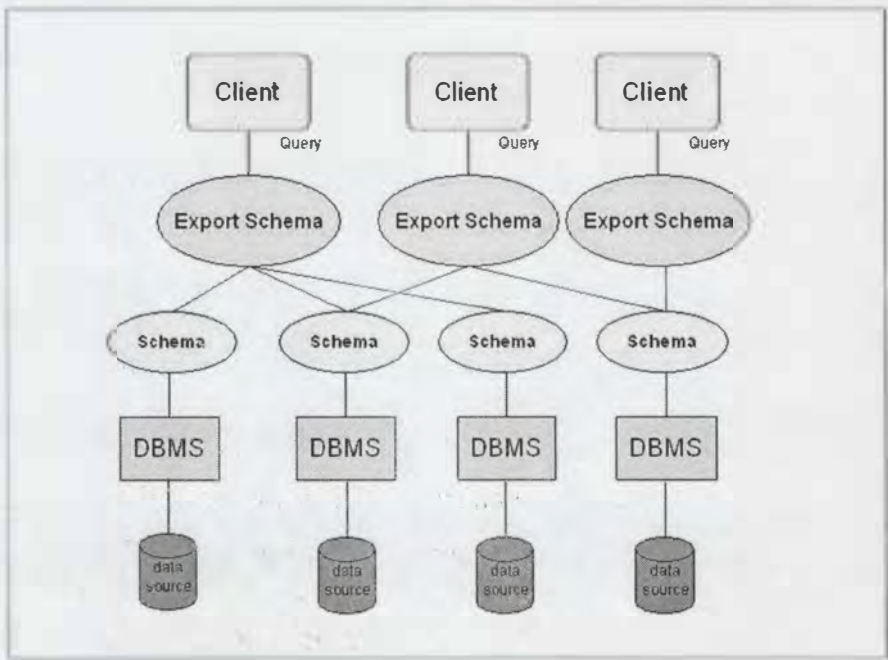 Client Client Client
Query Query Query
Export Schema Export Schema Export Schema
Schema Schema Schema Schema
DBMS DBMS DBMS DBMS
data data data data
source source source source